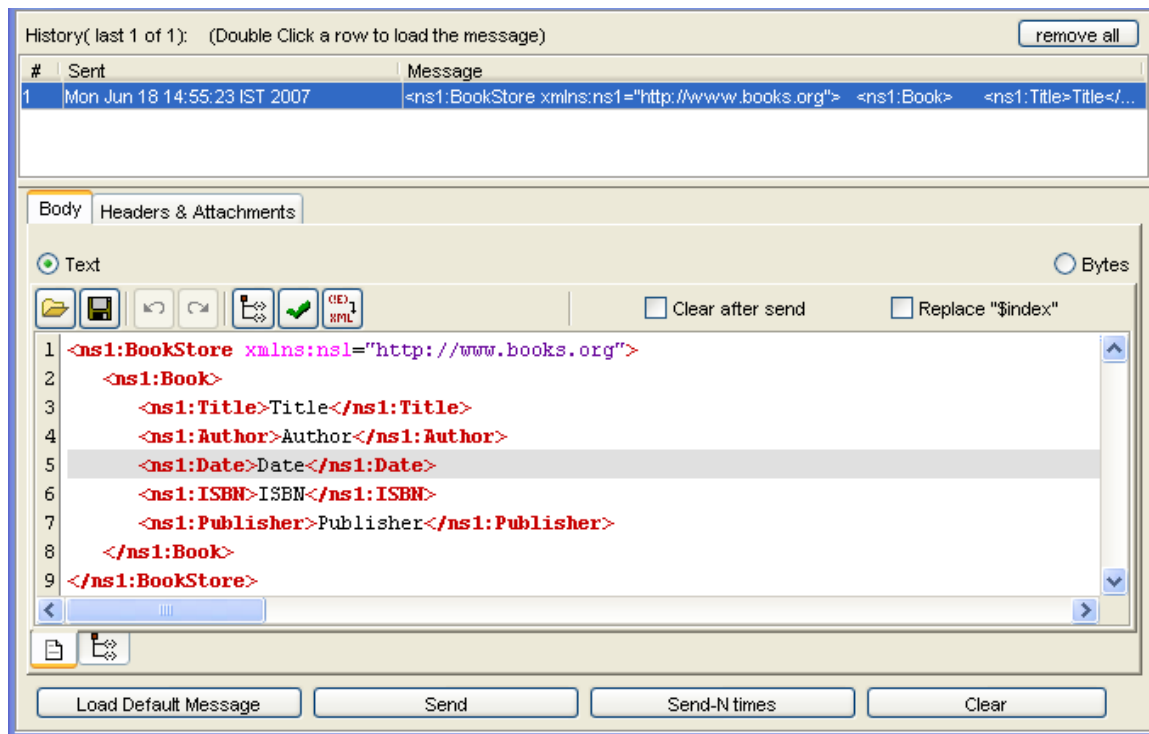 History( last 1 of 1):   (Double Click a row to load the message)   remove all
#   Sent   Message
1   Mon Jun 18 14:55:23 IST 2007   <ns1:BookStore xmlns:ns1="http://www.books.org">   <ns1:Book>   <ns1:Title>Title</...
Body   Headers & Attachments
Text   Bytes
(!E) XML   Clear after send   Replace "$index"
1 <ns1:BookStore xmlns:ns1="http://www.books.org">
2    <ns1:Book>
3       <ns1:Title>Title</ns1:Title>
4       <ns1:Author>Author</ns1:Author>
5       <ns1:Date>Date</ns1:Date>
6       <ns1:ISBN>ISBN</ns1:ISBN>
7       <ns1:Publisher>Publisher</ns1:Publisher>
8    </ns1:Book>
9 </ns1:BookStore>
Load Default Message   Send   Send-N times   Clear